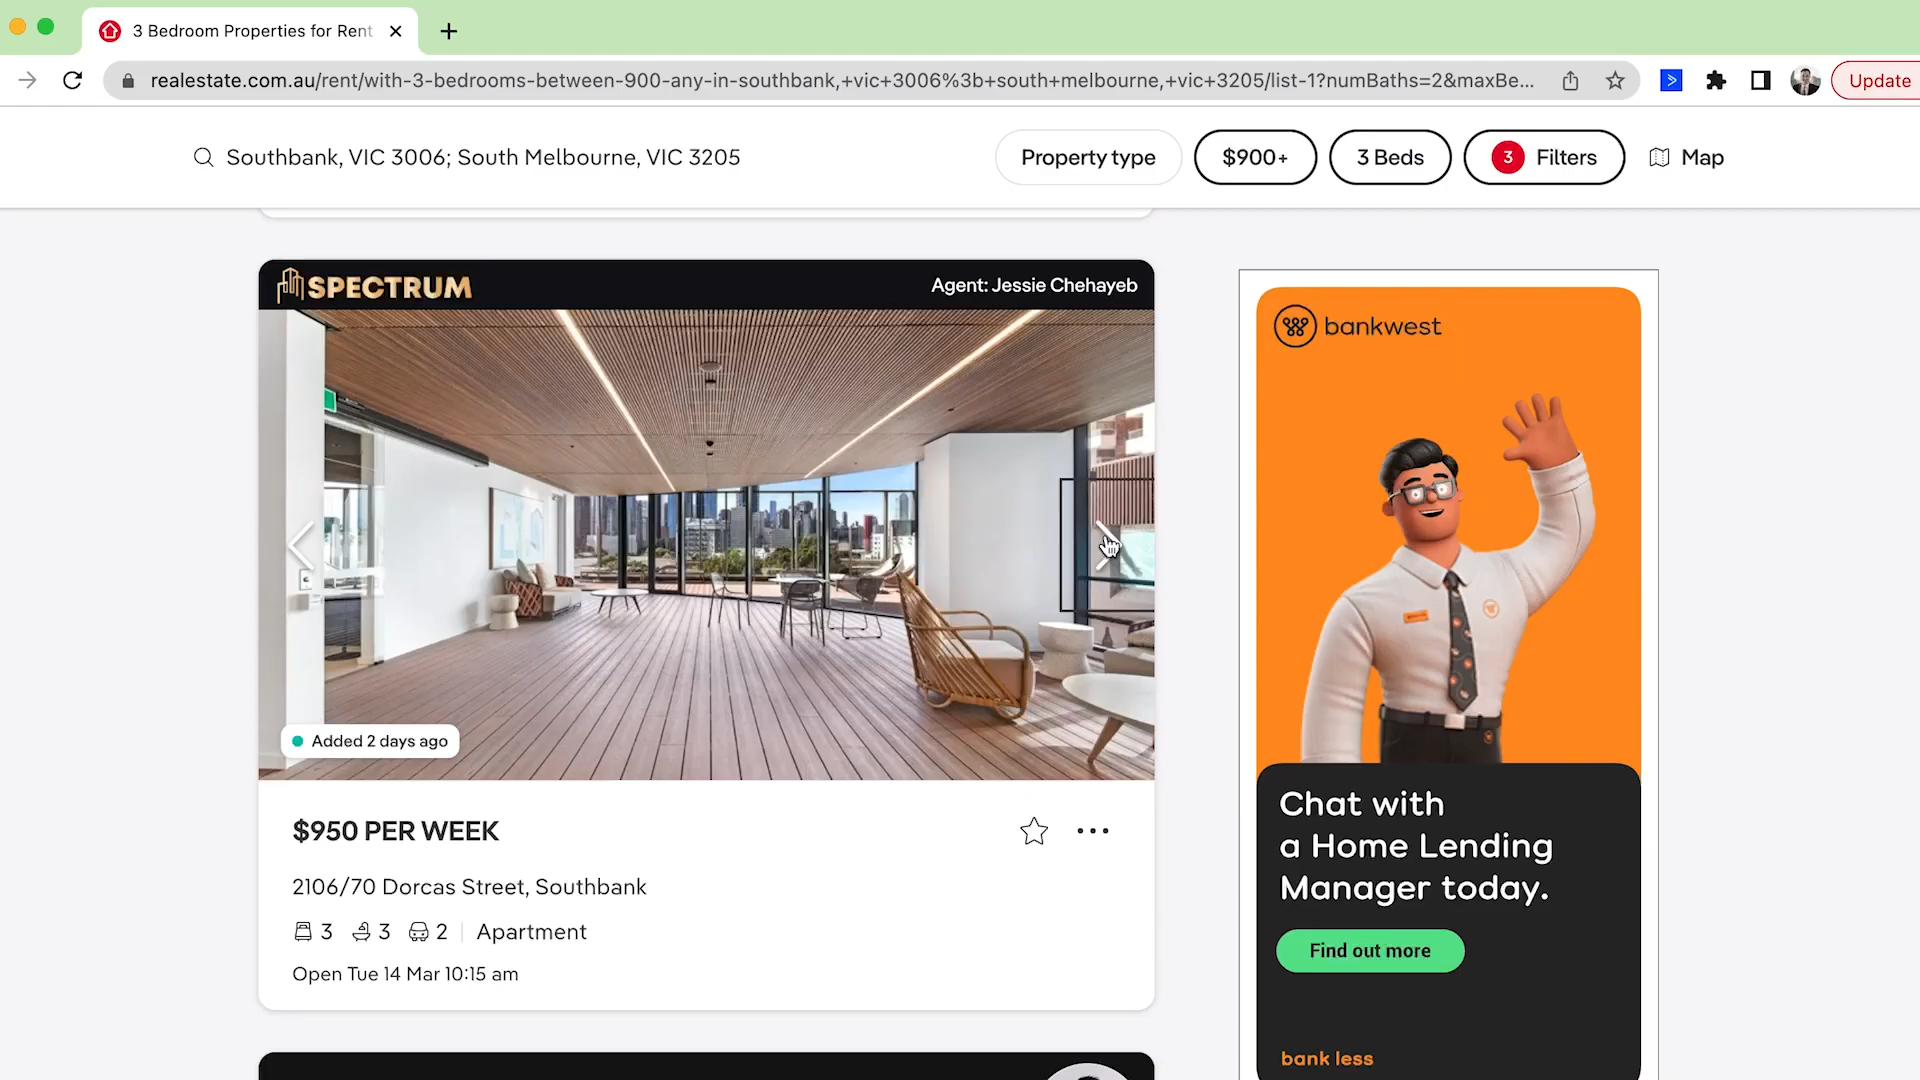 3 Bedroom Properties for Rent
realestate.com.au/rent/with-3-bedrooms-between-900-any-in-southbank,+vic+3006%3b+south+melbourne,+vic+3205/list-1?numBaths=2&maxBe...
Update
Southbank, VIC 3006; South Melbourne, VIC 3205
Property type
$900+
3 Beds
3 Filters
Map
SPECTRUM
Agent: Jessie Chehayeb
bankwest
Added 2 days ago
$950 PER WEEK
2106/70 Dorcas Street, Southbank
3 3 2 Apartment
Open Tue 14 Mar 10:15 am
Chat with
a Home Lending
Manager today.
Find out more
bank less